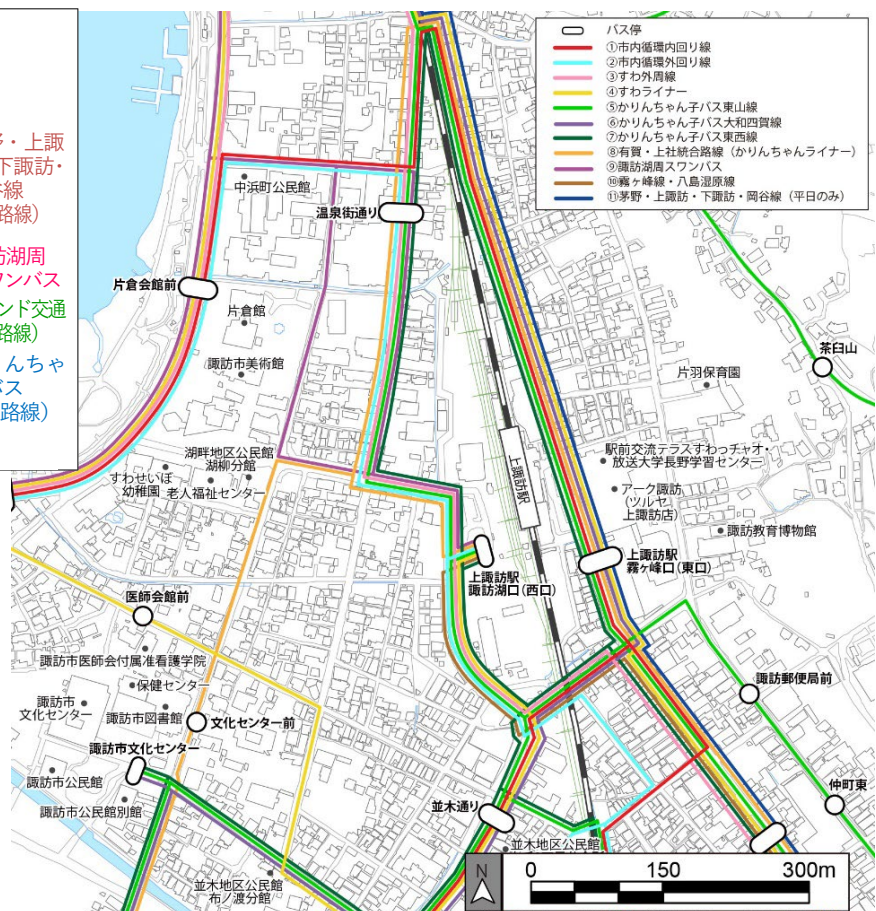 バス停
①市内循環内回り線
②市内循環外回り線
③すわ外周線
④すわライナー
⑤かりんちゃん子バス東山線
⑥かりんちゃん子バス大和四賀線
⑦かりんちゃん子バス東西線
⑧有賀・上社統合路線(かりんちゃんライナー)
⑨諏訪湖周スワンバス
⑩霧ヶ峰線・八島湿原線
⑪茅野・上諏訪・下諏訪・岡谷線(平日のみ)
・上諏
下諏訪・
線
路線)
湖周
ワンバス
ンド交通
路線)
んちゃ
バス
路線)
中浜町公民館
温泉街通り
片倉会館前
片倉館
諏訪市美術館
茶臼山
片羽保育園
湖畔地区公民館
湖柳分館
すわせいぼ
幼稚園
老人福祉センター
上諏訪駅
駅前交流テラスすわっチャオ・
放送大学長野学習センター
アーク諏訪
(ツルヤ
上諏訪店)
諏訪教育博物館
上諏訪駅
諏訪湖口(西口)
上諏訪駅
霧ヶ峰口(東口)
医師会館前
諏訪市医師会付属准看護学院
保健センター
諏訪市
文化センター
諏訪市図書館
文化センター前
諏訪市文化センター
諏訪郵便局前
諏訪市公民館
諏訪市公民館別館
並木通り
仲町東
並木地区公民館
並木地区公民館
布ノ渡分館
N
0
150
300m